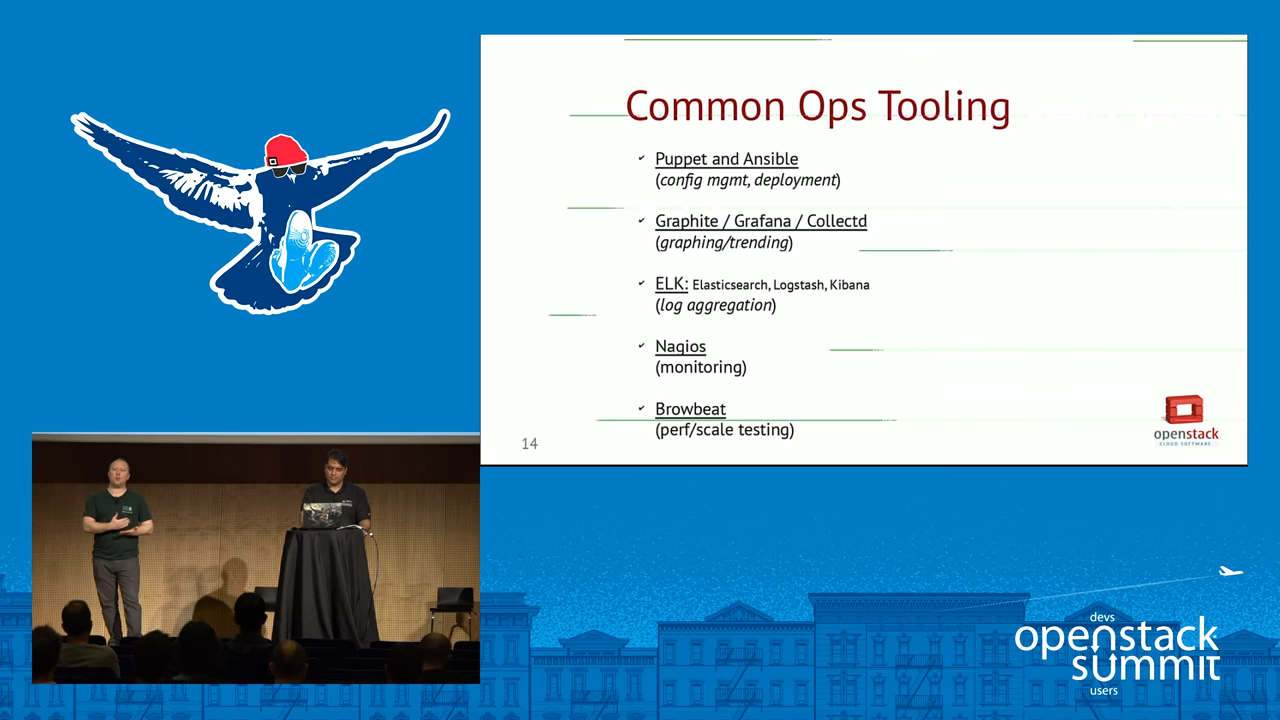 Common Ops Tooling
✔ Puppet and Ansible
(config mgmt, deployment)
✔ Graphite / Grafana / Collectd
(graphing/trending)
✔ ELK: Elasticsearch, Logstash, Kibana
(log aggregation)
✔ Nagios
(monitoring)
✔ Browbeat
(perf/scale testing)
14
openstack
CLOUD SOFTWARE
devs
openstack
summit
users